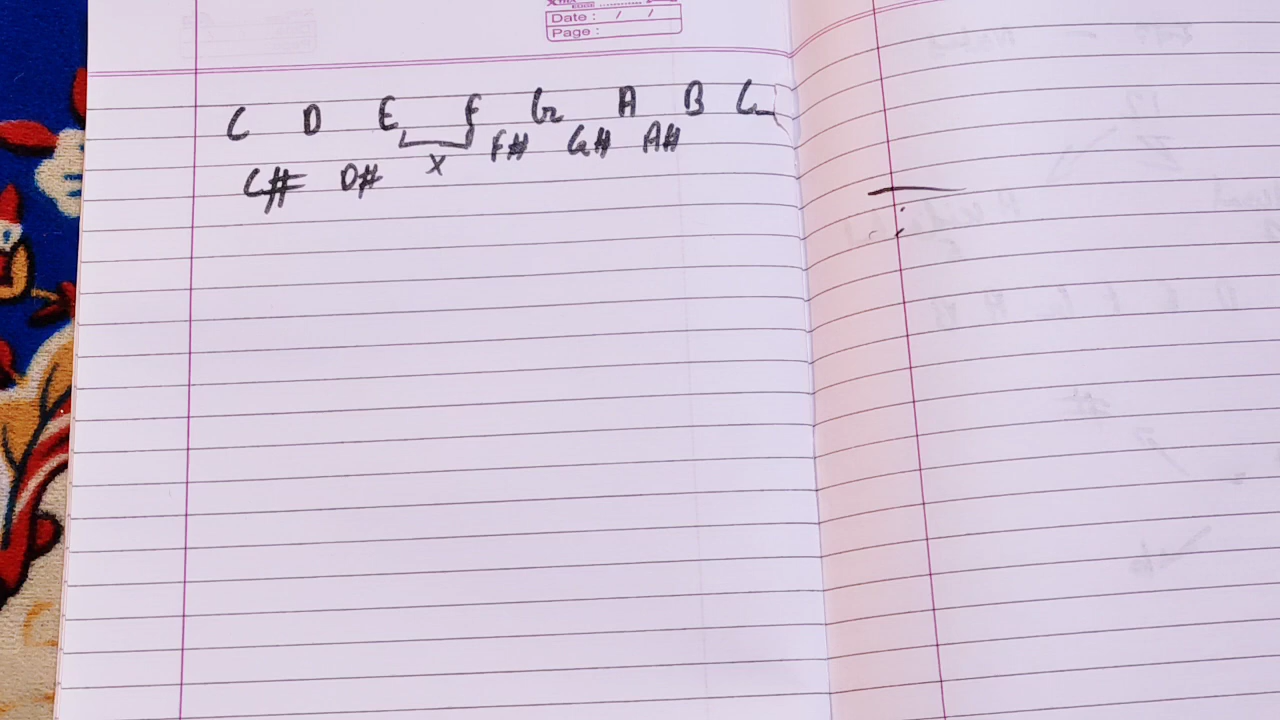 Date : / /
Page :
C D E F G A B C
F# G# A#
X
C# D#